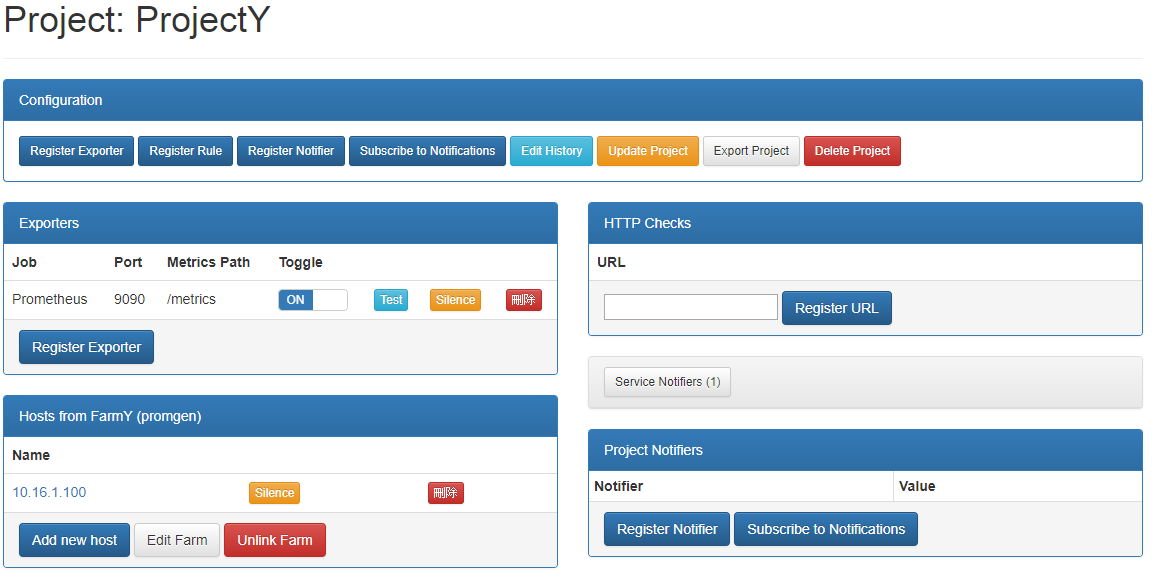 Project: ProjectY
Configuration
Register Exporter Register Rule Register Notifier Subscribe to Notifications Edit History Update Project Export Project Delete Project
Exporters
Job Port Metrics Path Toggle
Prometheus 9090 /metrics ON Test Silence 削除
Register Exporter
Hosts from FarmY (promgen)
Name
10.16.1.100 Silence 削除
Add new host Edit Farm Unlink Farm
HTTP Checks
URL
Register URL
Service Notifiers (1)
Project Notifiers
Notifier Value
Register Notifier Subscribe to Notifications